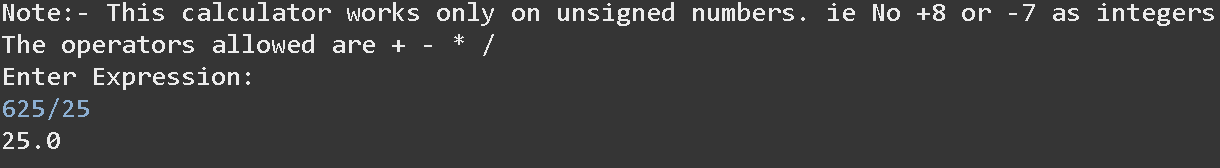 Note:- This calculator works only on unsigned numbers. ie No +8 or -7 as integers
The operators allowed are + - * /
Enter Expression:
625/25
25.0